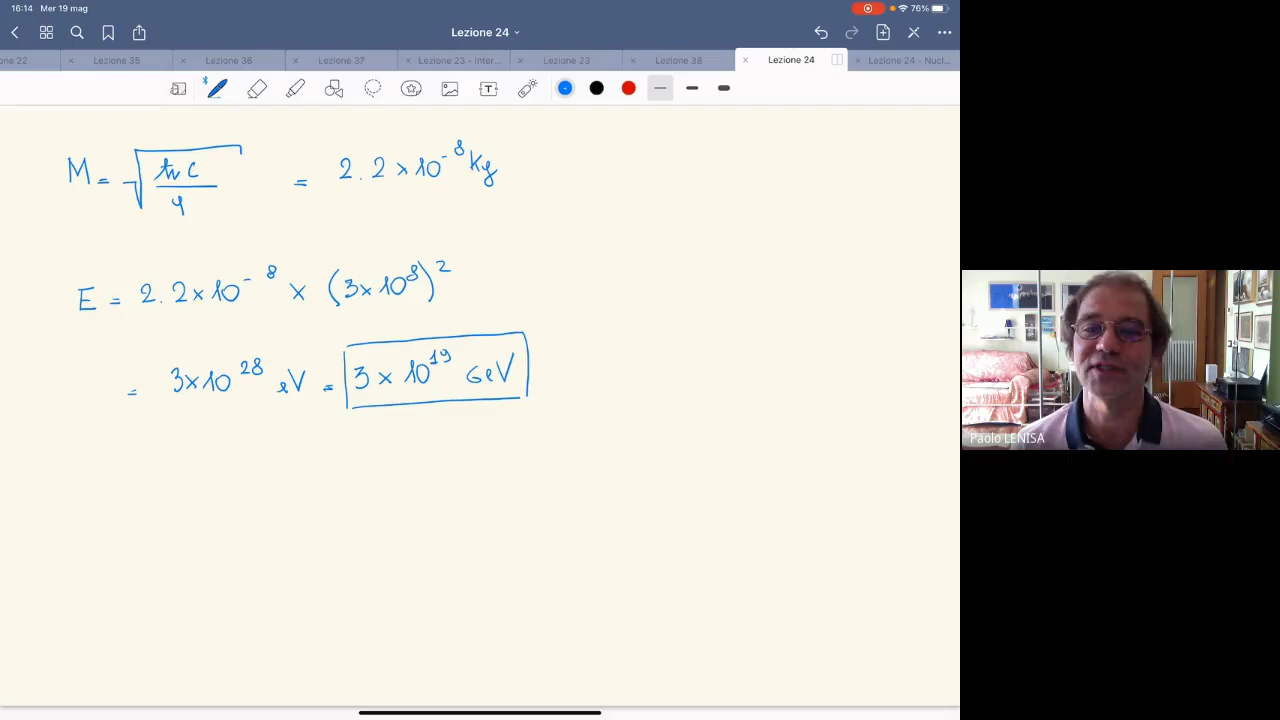 16:14 Mer 19 mag
76%
Lezione 24
ne 22
Lezione 35
Lezione 36
Lezione 37
Lezione 23 - Inter...
Lezione 23
Lezione 38
Lezione 24
Lezione 24 - Nucl...
M = √(ħc/G) = 2.2 × 10⁻⁸ Kg
E = 2.2 × 10⁻⁸ × (3 × 10⁸)²
= 3 × 10²⁸ eV = 3 × 10¹⁹ GeV
Paolo LENISA